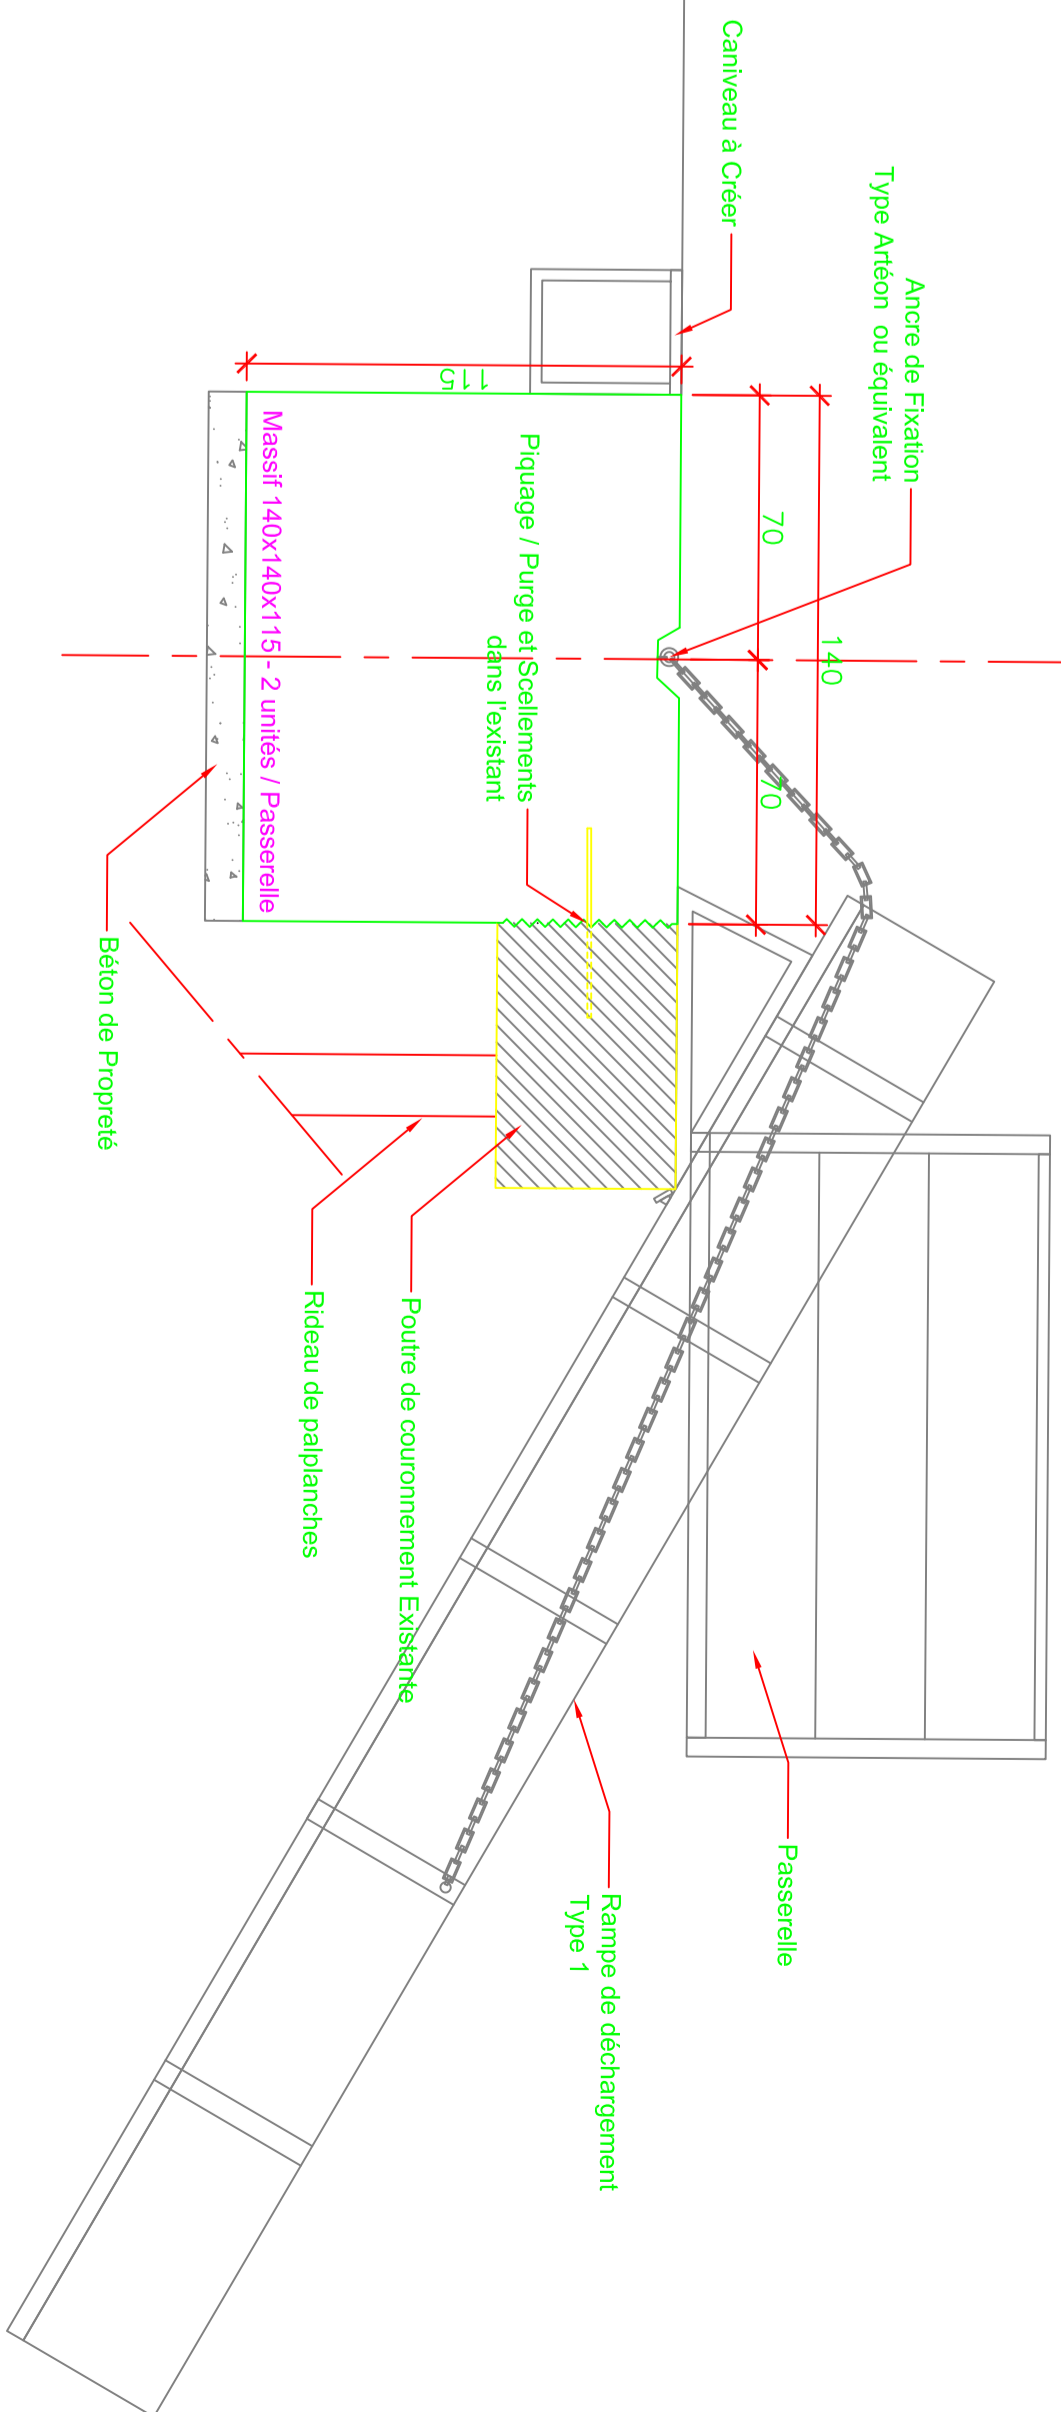 Caniveau à Créer
Ancre de Fixation
Type Artéon ou équivalent
115
70
140
70
Piquage / Purge et Scellements
dans l'existant
Massif 140x140x115 - 2 unités / Passerelle
Béton de Propreté
Rideau de palplanches
Poutre de couronnement Existante
Passerelle
Rampe de déchargement
Type 1